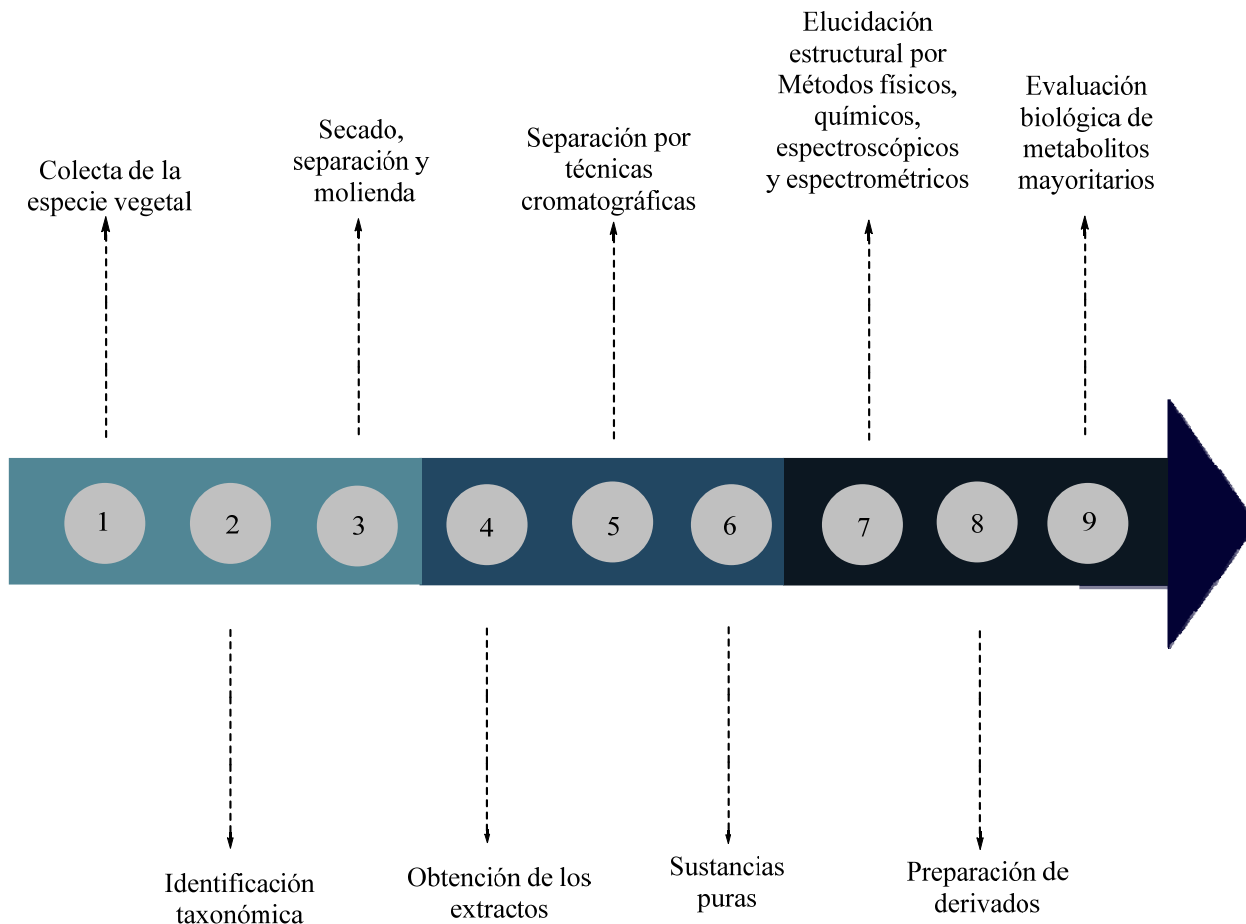 Colecta de la
especie vegetal
Secado,
separación y
molienda
Separación por
técnicas
cromatográficas
Elucidación
estructural por
Métodos físicos,
químicos,
espectroscópicos
y espectrométricos
Evaluación
biológica de
metabolitos
mayoritarios
1
2
3
4
5
6
7
8
9
Identificación
taxonómica
Obtención de los
extractos
Sustancias
puras
Preparación de
derivados